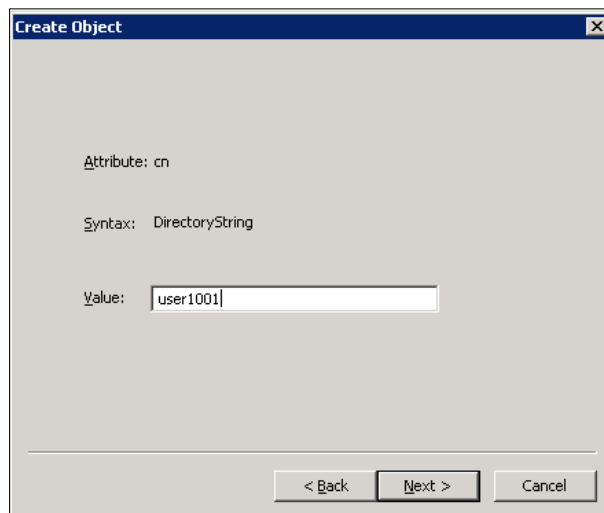 Create Object
Attribute: cn
Syntax: DirectoryString
Value: user1001
< Back Next > Cancel